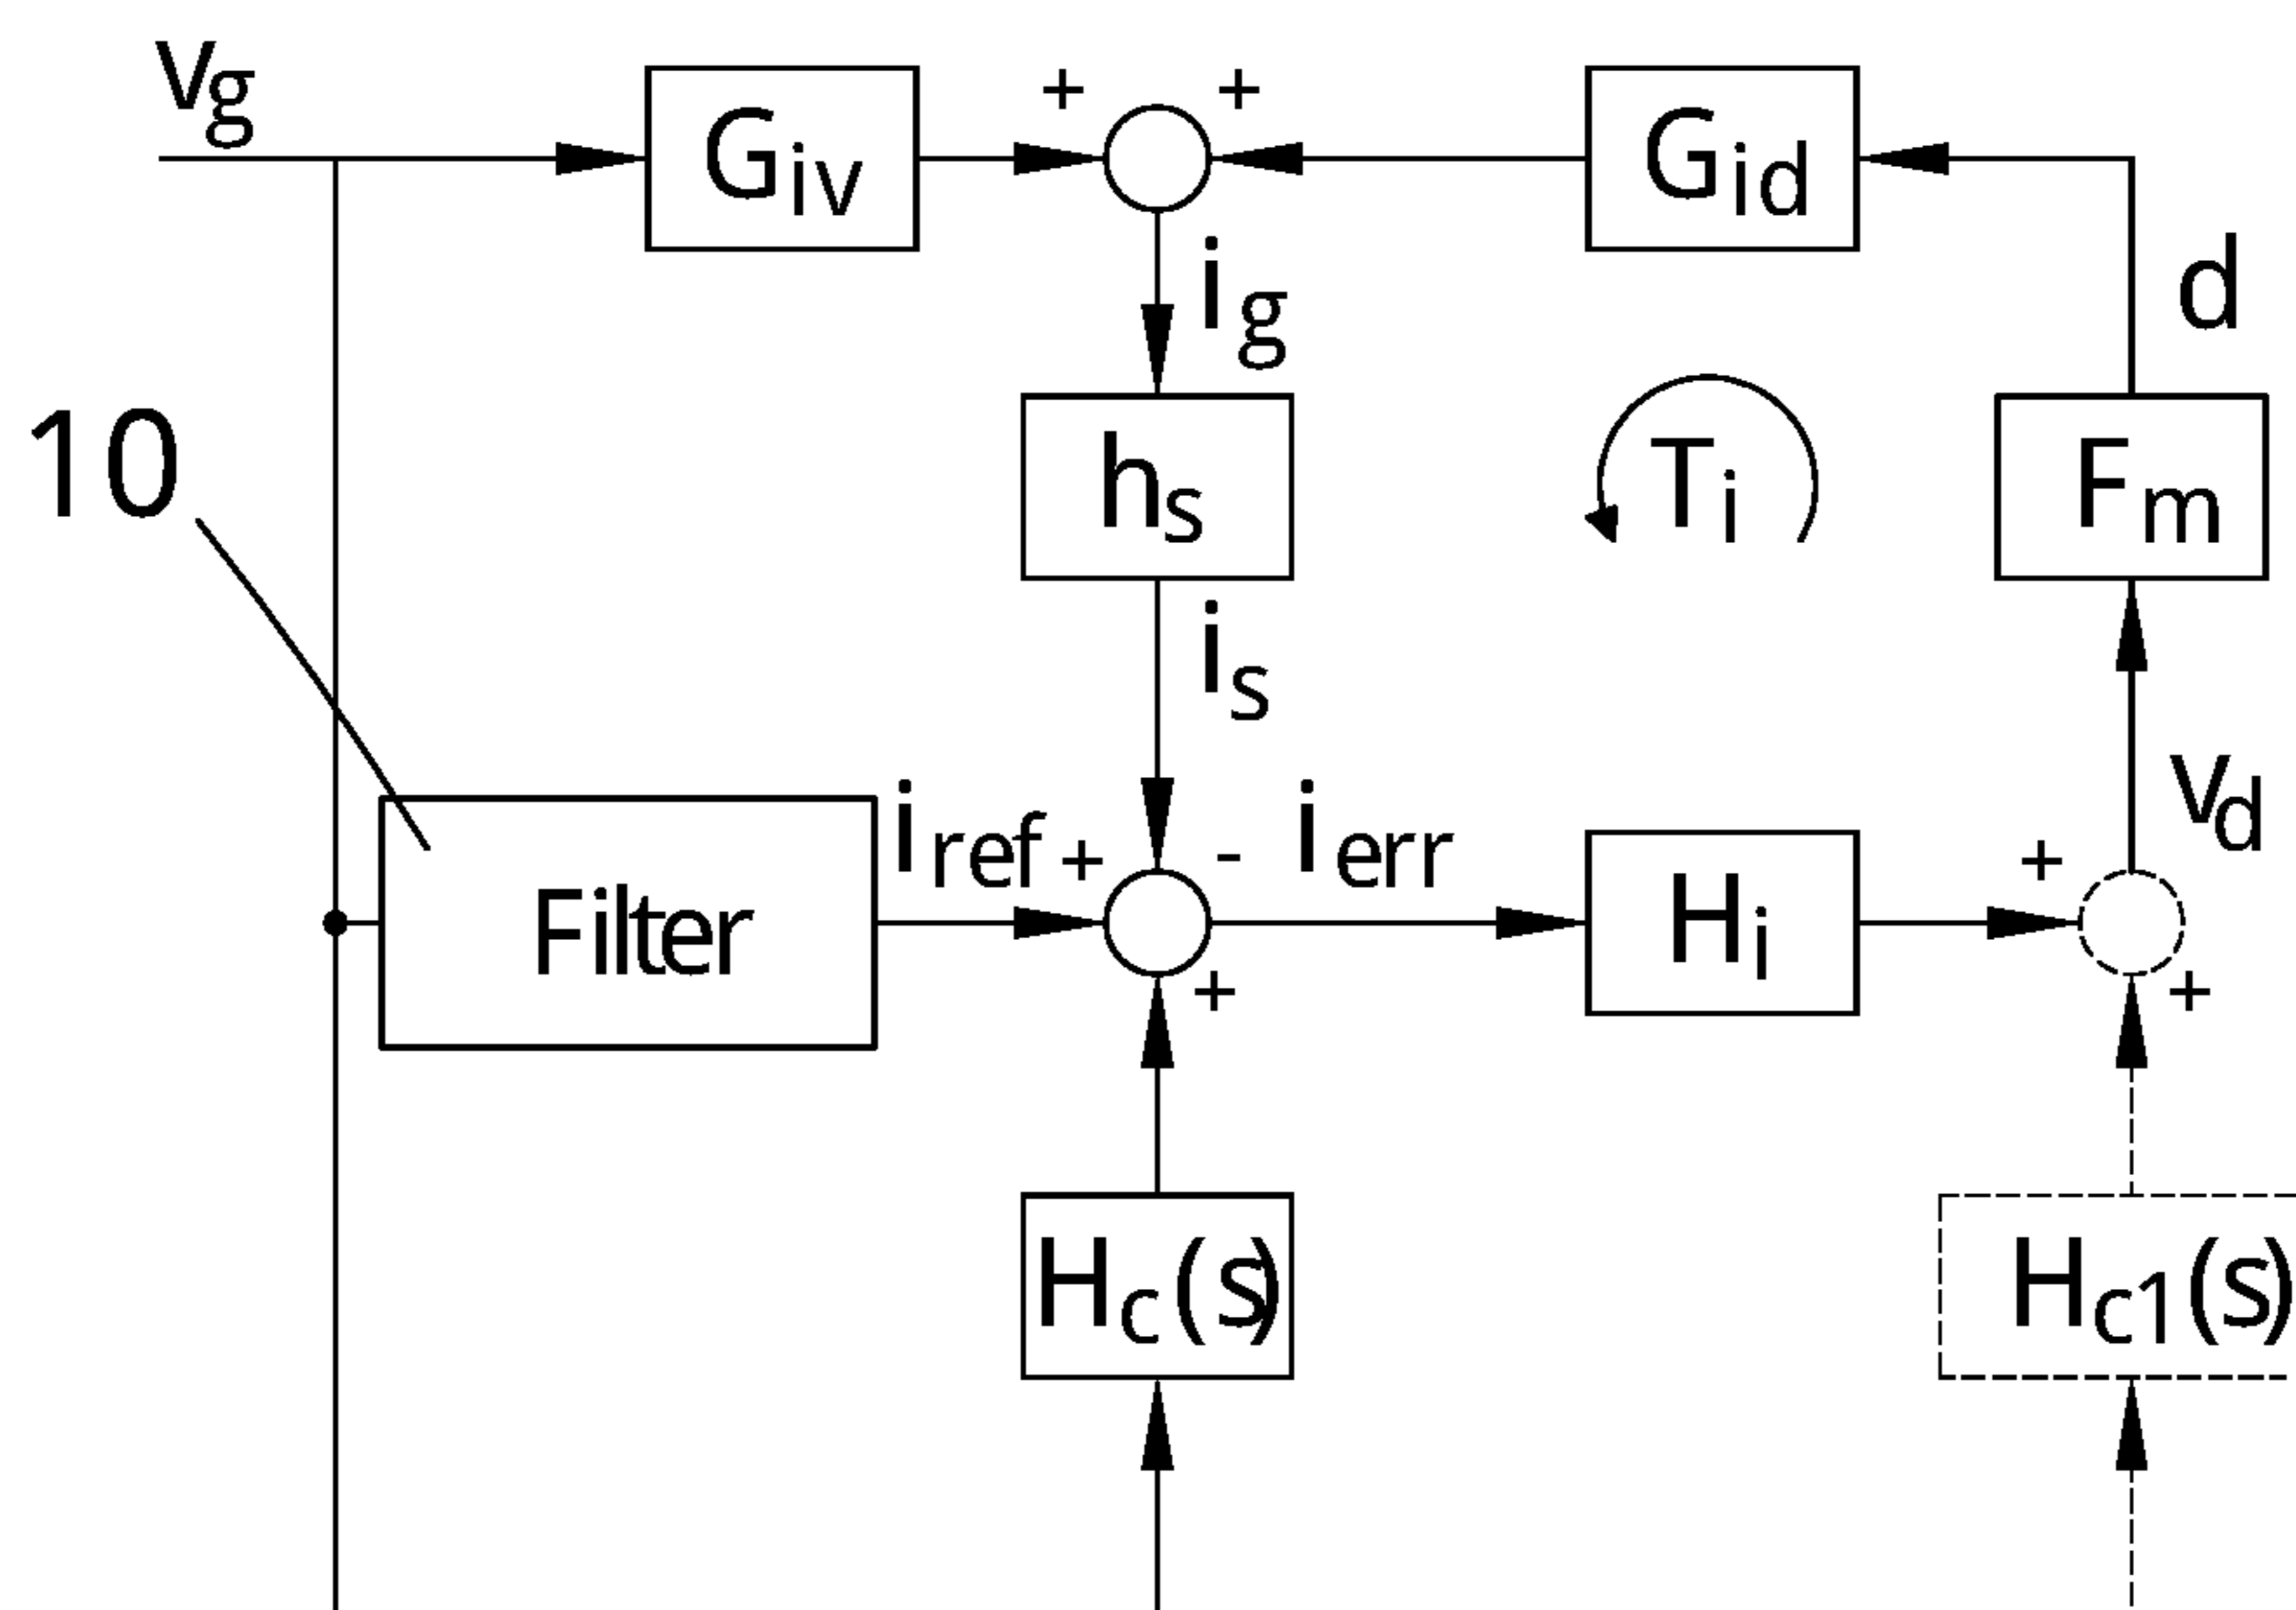 vg
Giv
+
+
Gid
ig
d
10
hs
Ti
Fm
is
vd
iref
+
-
ierr
+
Filter
Hi
+
+
Hc(s)
Hc1(s)